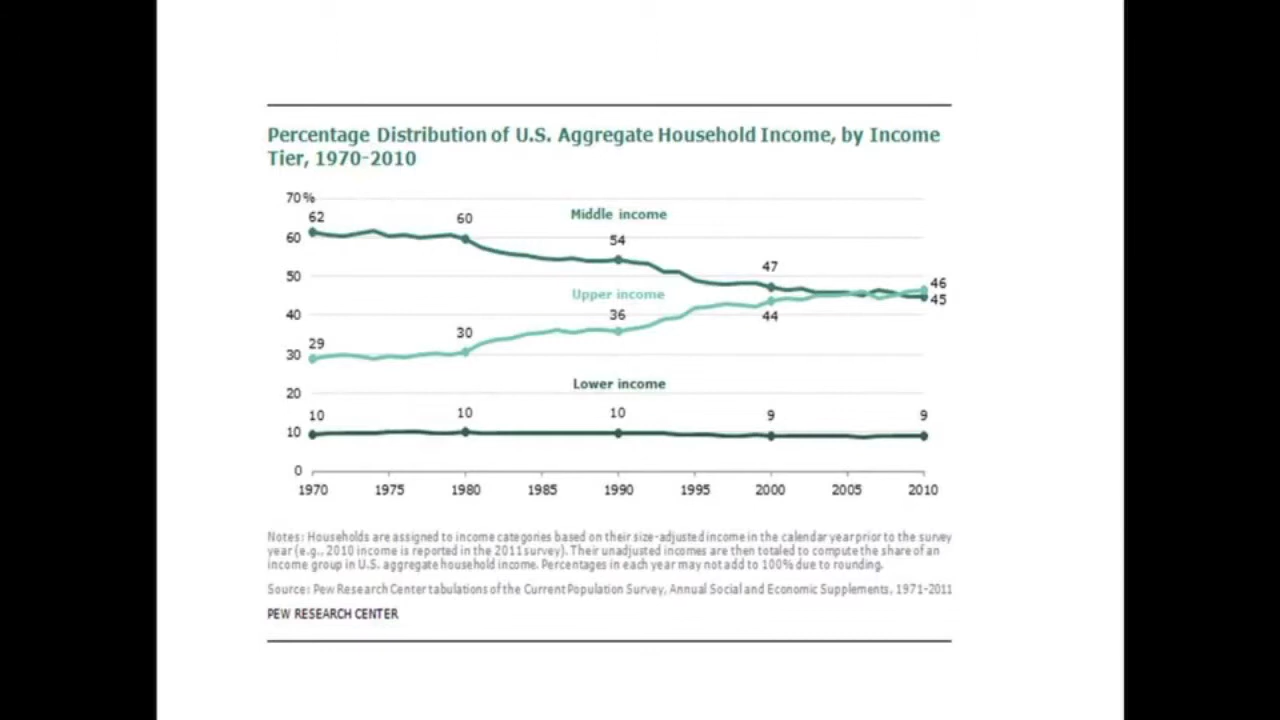 Percentage Distribution of U.S. Aggregate Household Income, by Income
Tier, 1970-2010
70%
62
60
Middle income
60
54
47
50
46
Upper income
45
40
36
44
30
29
30
20
Lower income
10
10
10
9
9
10
0
1970 1975 1980 1985 1990 1995 2000 2005 2010
Notes: Households are assigned to income categories based on their size-adjusted income in the calendar year prior to the survey
year (e.g., 2010 income is reported in the 2011 survey). Their unadjusted incomes are then totaled to compute the share of an
income group in U.S. aggregate household income. Percentages in each year may not add to 100% due to rounding.
Source: Pew Research Center tabulations of the Current Population Survey, Annual Social and Economic Supplements, 1971-2011
PEW RESEARCH CENTER